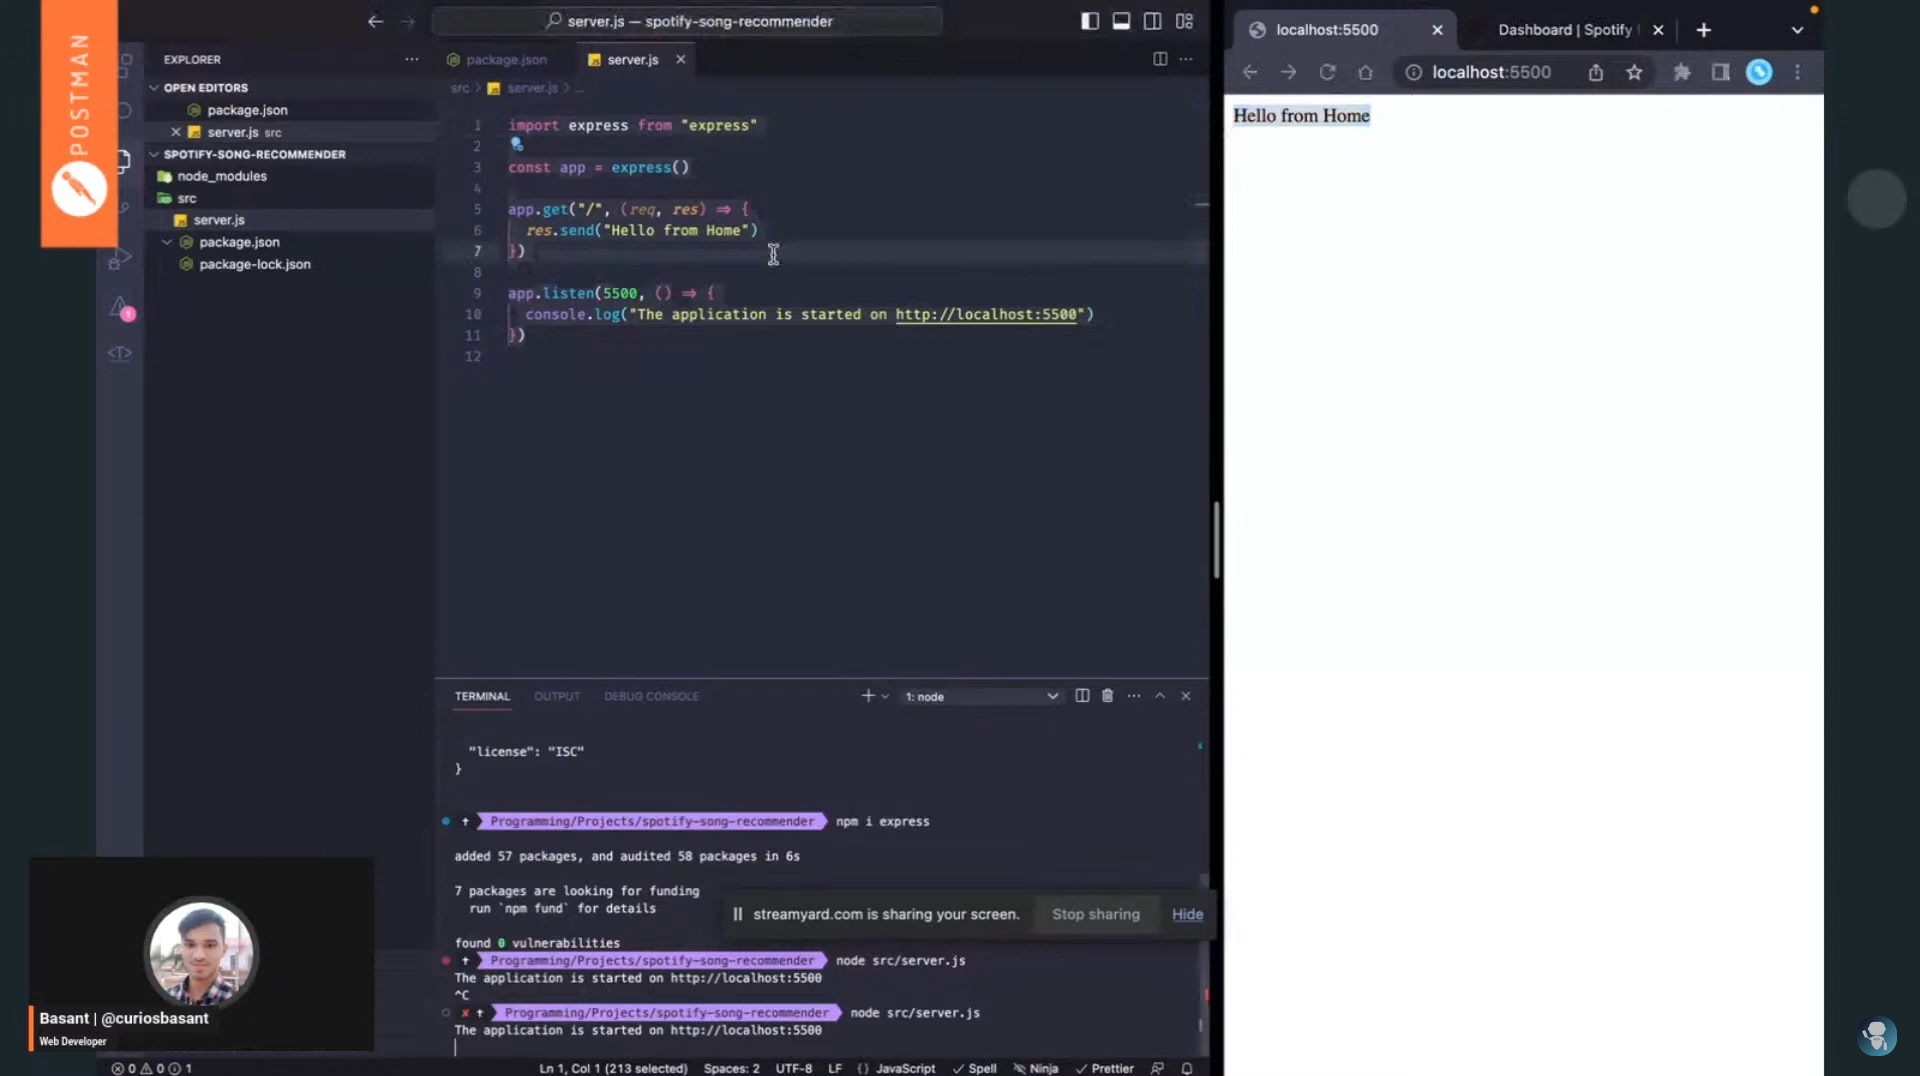 POSTMAN
server.js — spotify-song-recommender
EXPLORER
OPEN EDITORS
package.json
server.js src
SPOTIFY-SONG-RECOMMENDER
node_modules
src
server.js
package.json
package-lock.json
1
package.json
server.js
src > server.js > ...
1 import express from "express"
2
3 const app = express()
4
5 app.get("/", (req, res) => {
6 res.send("Hello from Home")
7 })
8
9 app.listen(5500, () => {
10 console.log("The application is started on http://localhost:5500")
11 })
12
TERMINAL
OUTPUT
DEBUG CONSOLE
1: node
"license": "ISC"
}
Programming/Projects/spotify-song-recommender npm i express
added 57 packages, and audited 58 packages in 6s
7 packages are looking for funding
run `npm fund` for details
found 0 vulnerabilities
Programming/Projects/spotify-song-recommender node src/server.js
The application is started on http://localhost:5500
^C
Programming/Projects/spotify-song-recommender node src/server.js
The application is started on http://localhost:5500
streamyard.com is sharing your screen.
Stop sharing
Hide
0 0 1
Ln 1, Col 1 (213 selected)
Spaces: 2
UTF-8
LF
{} JavaScript
Spell
Ninja
Prettier
localhost:5500
Dashboard | Spotify
localhost:5500
Hello from Home
Basant | @curiosbasant
Web Developer